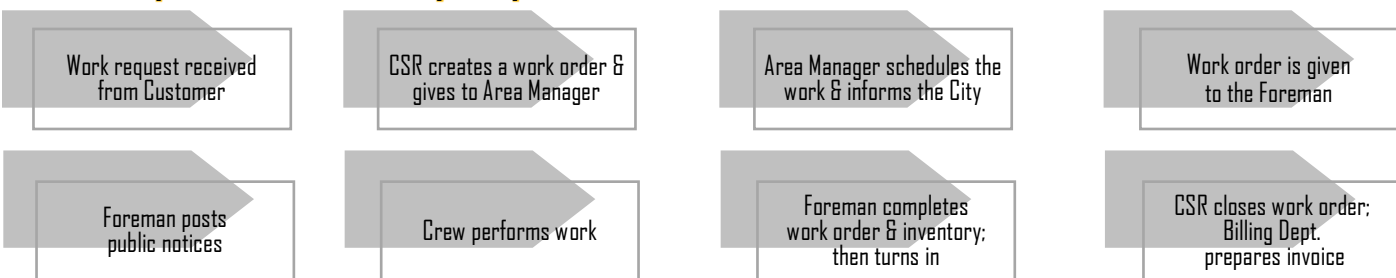 Work request received
from Customer
CSR creates a work order &
gives to Area Manager
Area Manager schedules the
work & informs the City
Work order is given
to the Foreman
Foreman posts
public notices
Crew performs work
Foreman completes
work order & inventory;
then turns in
CSR closes work order;
Billing Dept.
prepares invoice